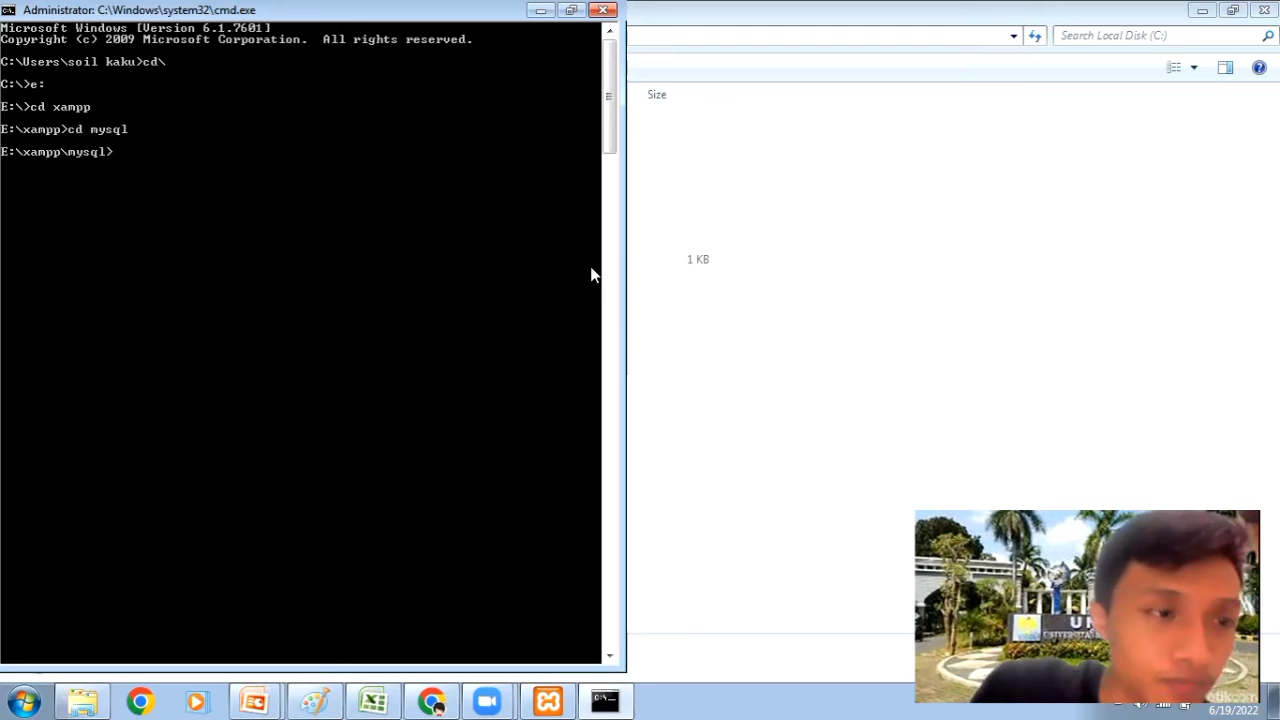 Administrator: C:\Windows\system32\cmd.exe
Microsoft Windows [Version 6.1.7601]
Copyright (c) 2009 Microsoft Corporation.  All rights reserved.
C:\Users\soil kaku>cd\
C:\>e:
E:\>cd xampp
E:\xampp>cd mysql
E:\xampp\mysql>
Search Local Disk (C:)
Size
1 KB
6/19/2022